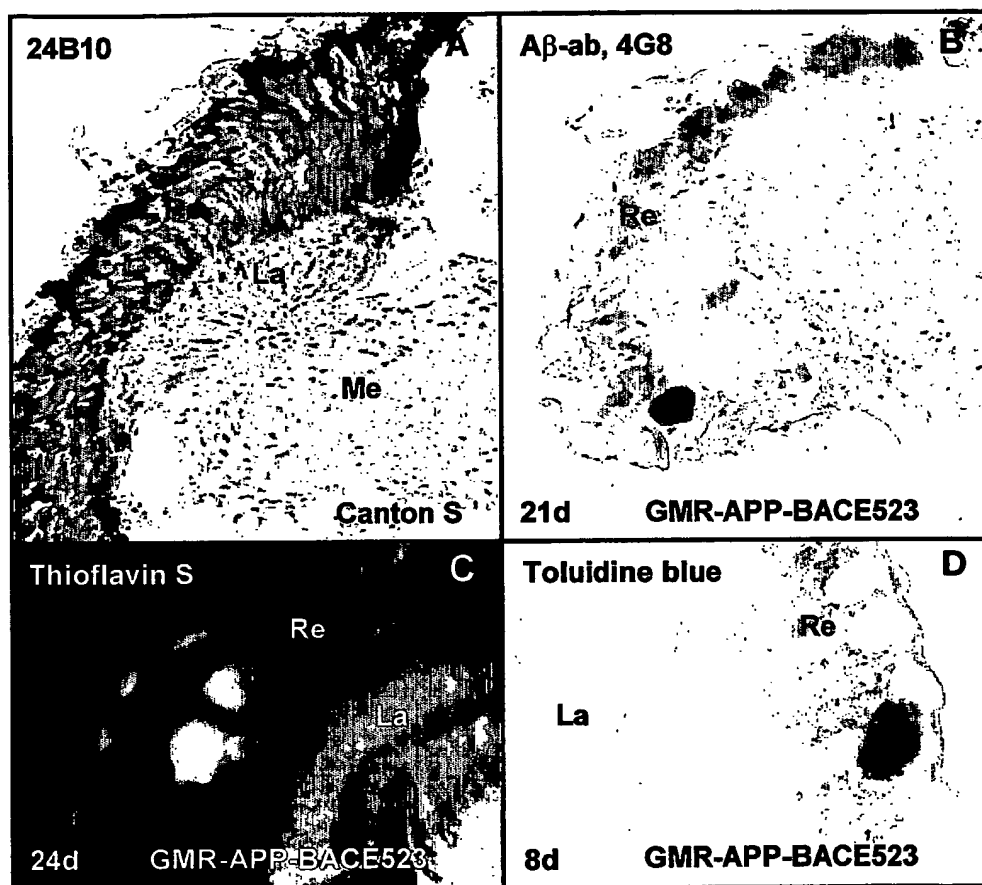 24B10
A
Re
La
Me
Canton S
Aβ-ab, 4G8
B
Re
21d GMR-APP-BACE523
Thioflavin S
C
Re
La
24d GMR-APP-BACE523
Toluidine blue
D
Re
La
8d GMR-APP-BACE523